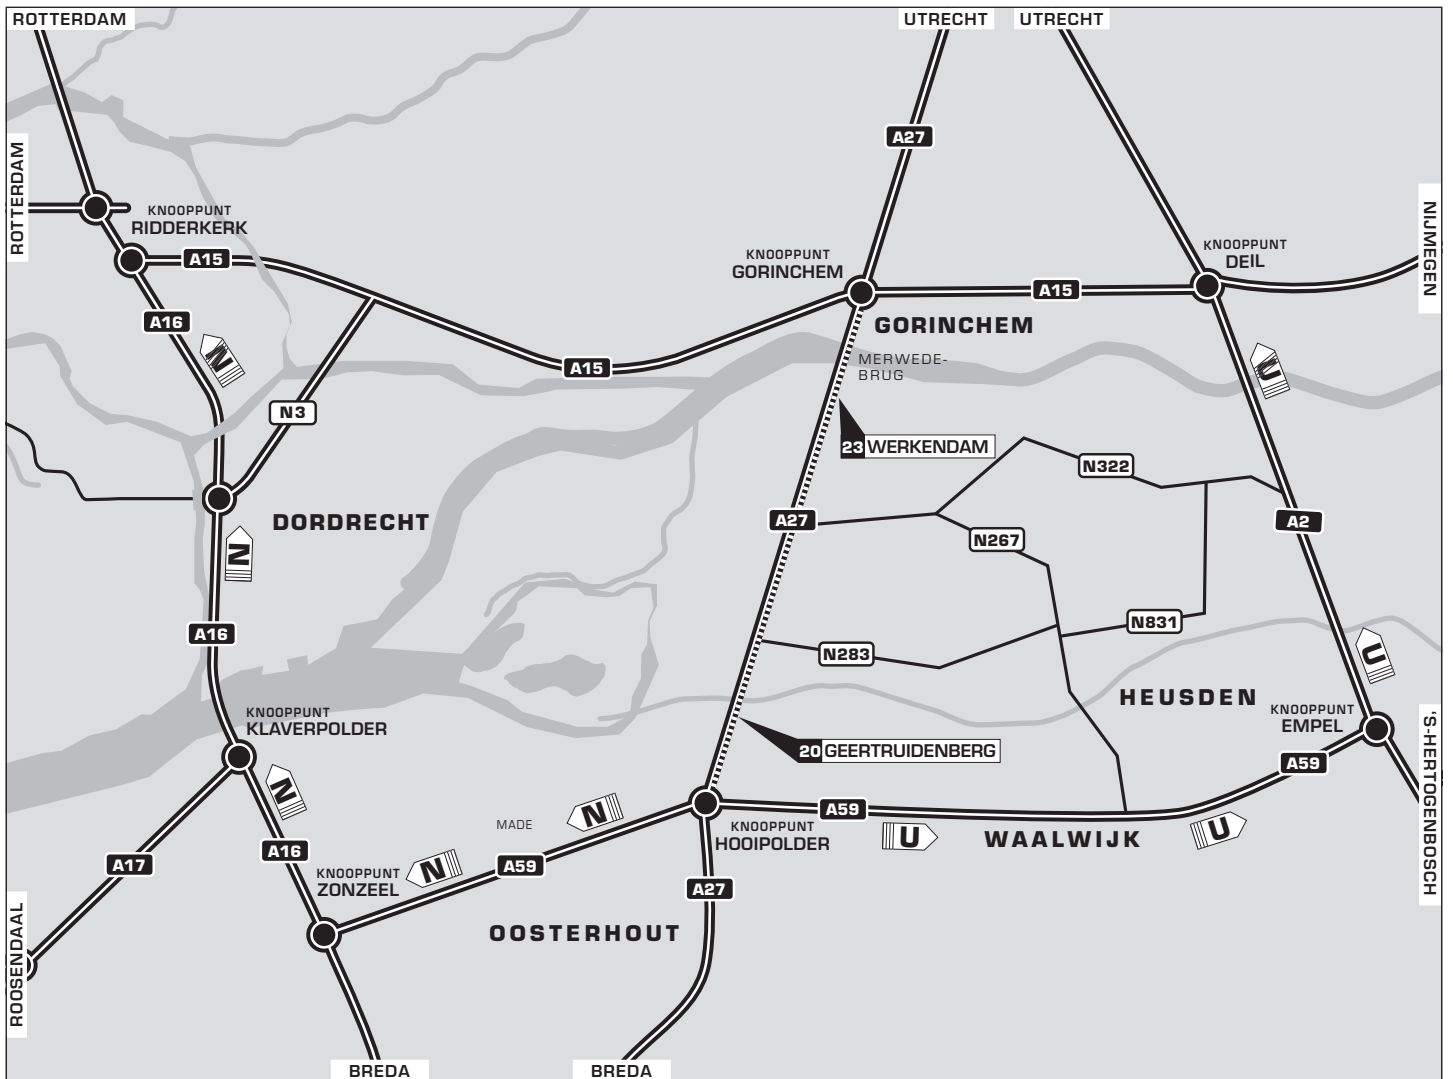 ROTTERDAM
UTRECHT
UTRECHT
A27
ROTTERDAM
KNOOPPUNT
RIDDERKERK
NIJMEGEN
KNOOPPUNT
GORINCHEM
KNOOPPUNT
DEIL
A15
A15
A16
GORINCHEM
N
A15
MERWEDE-
BRUG
U
N3
23 WERKENDAM
N322
DORDRECHT
A27
A2
N267
N
A16
N831
N283
U
HEUSDEN
KNOOPPUNT
KLAVERPOLDER
KNOOPPUNT
EMPEL
20 GEERTRUIDENBERG
'S-HERTOGENBOSCH
A59
N
N
A59
MADE
KNOOPPUNT
HOOIPOLDER
U
WAALWIJK
U
A17
A16
KNOOPPUNT
ZONZEEL
N
A59
A27
ROOSENDAAL
OOSTERHOUT
BREDA
BREDA